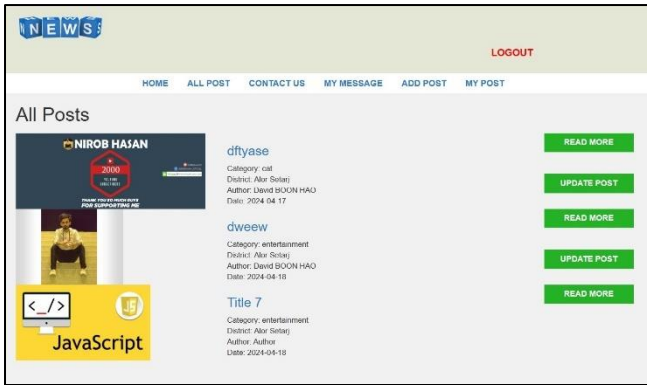 NEWS
LOGOUT
HOME ALL POST CONTACT US MY MESSAGE ADD POST MY POST
All Posts
NIROB HASAN
2000
THANK YOU SO MUCH GUYS
FOR SUPPORTING ME
dftyase
Category: cat
District: Alor Setarj
Author: David BOON HAO
Date: 2024-04-17
READ MORE
UPDATE POST
dweew
Category: entertainment
District: Alor Setarj
Author: David BOON HAO
Date: 2024-04-18
READ MORE
UPDATE POST
</>
JS
JavaScript
Title 7
Category: entertainment
District: Alor Setarj
Author: Author
Date: 2024-04-18
READ MORE